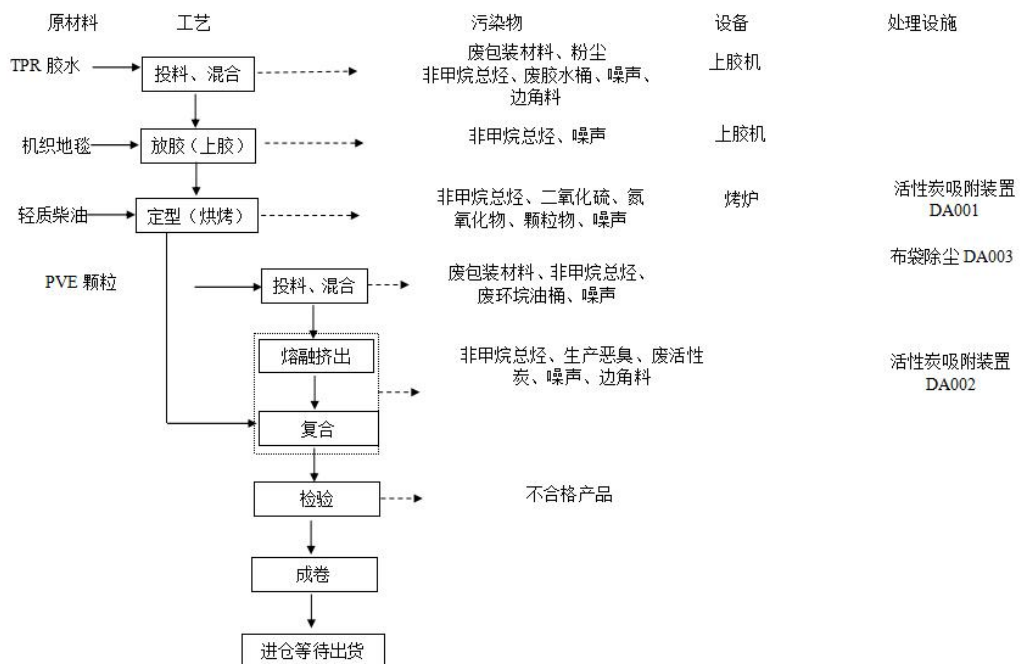 原材料 工艺 污染物 设备 处理设施
TPR 胶水
投料、混合
废包装材料、粉尘
非甲烷总烃、废胶水桶、噪声、
边角料
上胶机
机织地毯
放胶（上胶）
非甲烷总烃、噪声
上胶机
轻质柴油
定型（烘烤）
非甲烷总烃、二氧化硫、氮
氧化物、颗粒物、噪声
烤炉
活性炭吸附装置
DA001
布袋除尘 DA003
PVE 颗粒
投料、混合
废包装材料、非甲烷总烃、
废环烷油桶、噪声
熔融挤出
非甲烷总烃、生产恶臭、废活性
炭、噪声、边角料
活性炭吸附装置
DA002
复合
检验
不合格产品
成卷
进仓等待出货